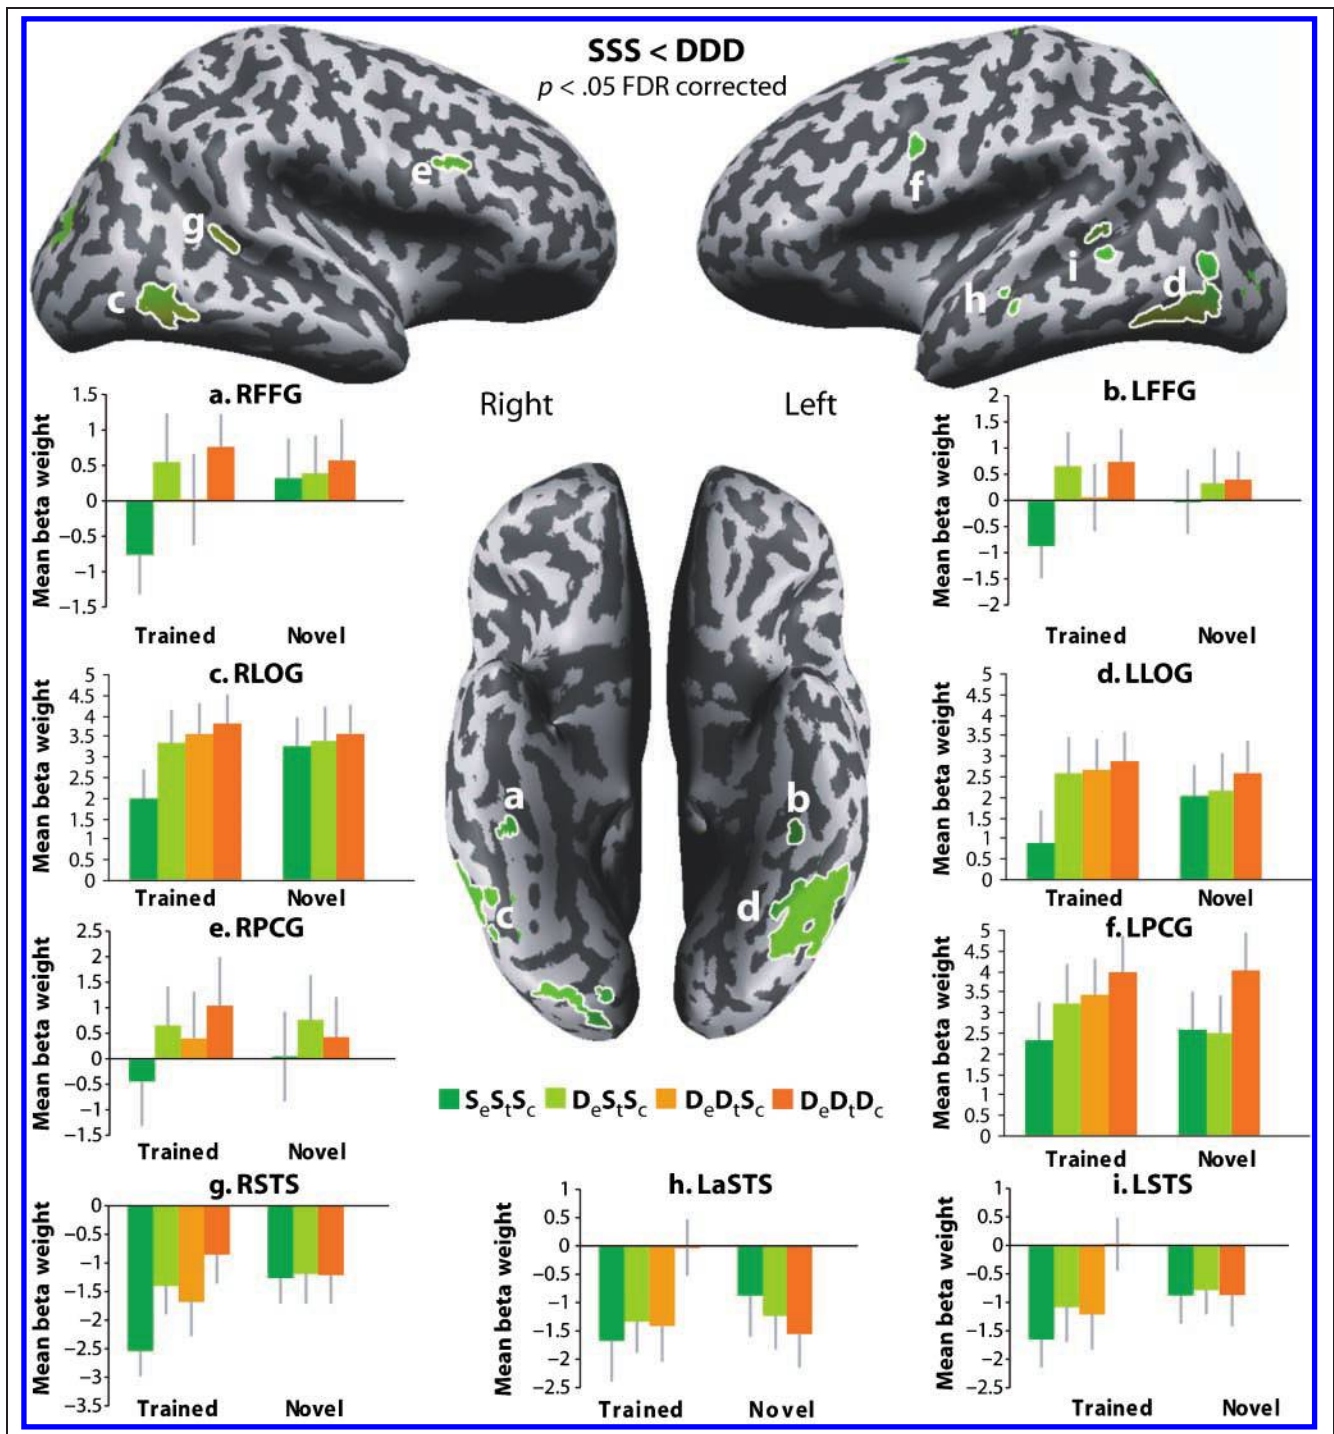 SSS < DDD
p < .05 FDR corrected
e
g
c
f
i
h
d
Right
Left
a. RFFG
Mean beta weight
1.5
1
0.5
0
−0.5
−1
−1.5
Trained Novel
b. LFFG
Mean beta weight
2
1.5
1
0.5
0
−0.5
−1
−1.5
−2
Trained Novel
a
b
c
d
c. RLOG
Mean beta weight
5
4.5
4
3.5
3
2.5
2
1.5
1
0.5
0
Trained Novel
d. LLOG
Mean beta weight
5
4.5
4
3.5
3
2.5
2
1.5
1
0.5
0
Trained Novel
e. RPCG
Mean beta weight
2.5
2
1.5
1
0.5
0
−0.5
−1
−1.5
Trained Novel
f. LPCG
Mean beta weight
5
4.5
4
3.5
3
2.5
2
1.5
1
0.5
0
Trained Novel
SeStSc DeStSc DeDtSc DeDtDc
g. RSTS
Mean beta weight
0
−0.5
−1
−1.5
−2
−2.5
−3
−3.5
Trained Novel
h. LaSTS
Mean beta weight
1
0.5
0
−0.5
−1
−1.5
−2
−2.5
Trained Novel
i. LSTS
Mean beta weight
1
0.5
0
−0.5
−1
−1.5
−2
−2.5
Trained Novel